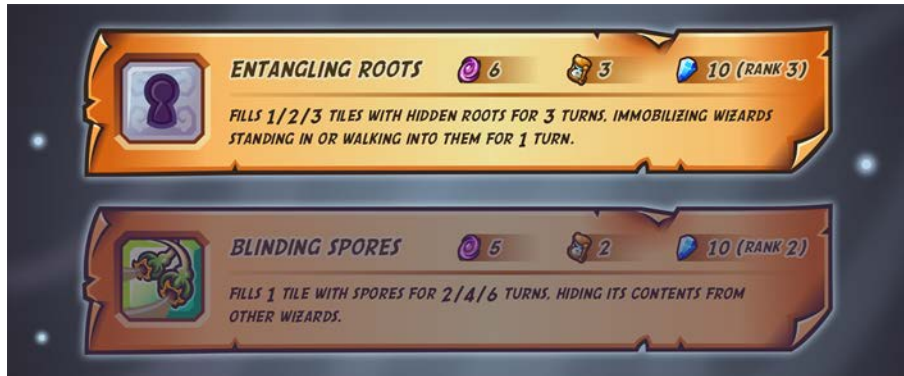 ENTANGLING ROOTS 6 3 10 (RANK 3)
FILLS 1/2/3 TILES WITH HIDDEN ROOTS FOR 3 TURNS, IMMOBILIZING WIZARDS
STANDING IN OR WALKING INTO THEM FOR 1 TURN.
BLINDING SPORES 5 2 10 (RANK 2)
FILLS 1 TILE WITH SPORES FOR 2/4/6 TURNS, HIDING ITS CONTENTS FROM
OTHER WIZARDS.